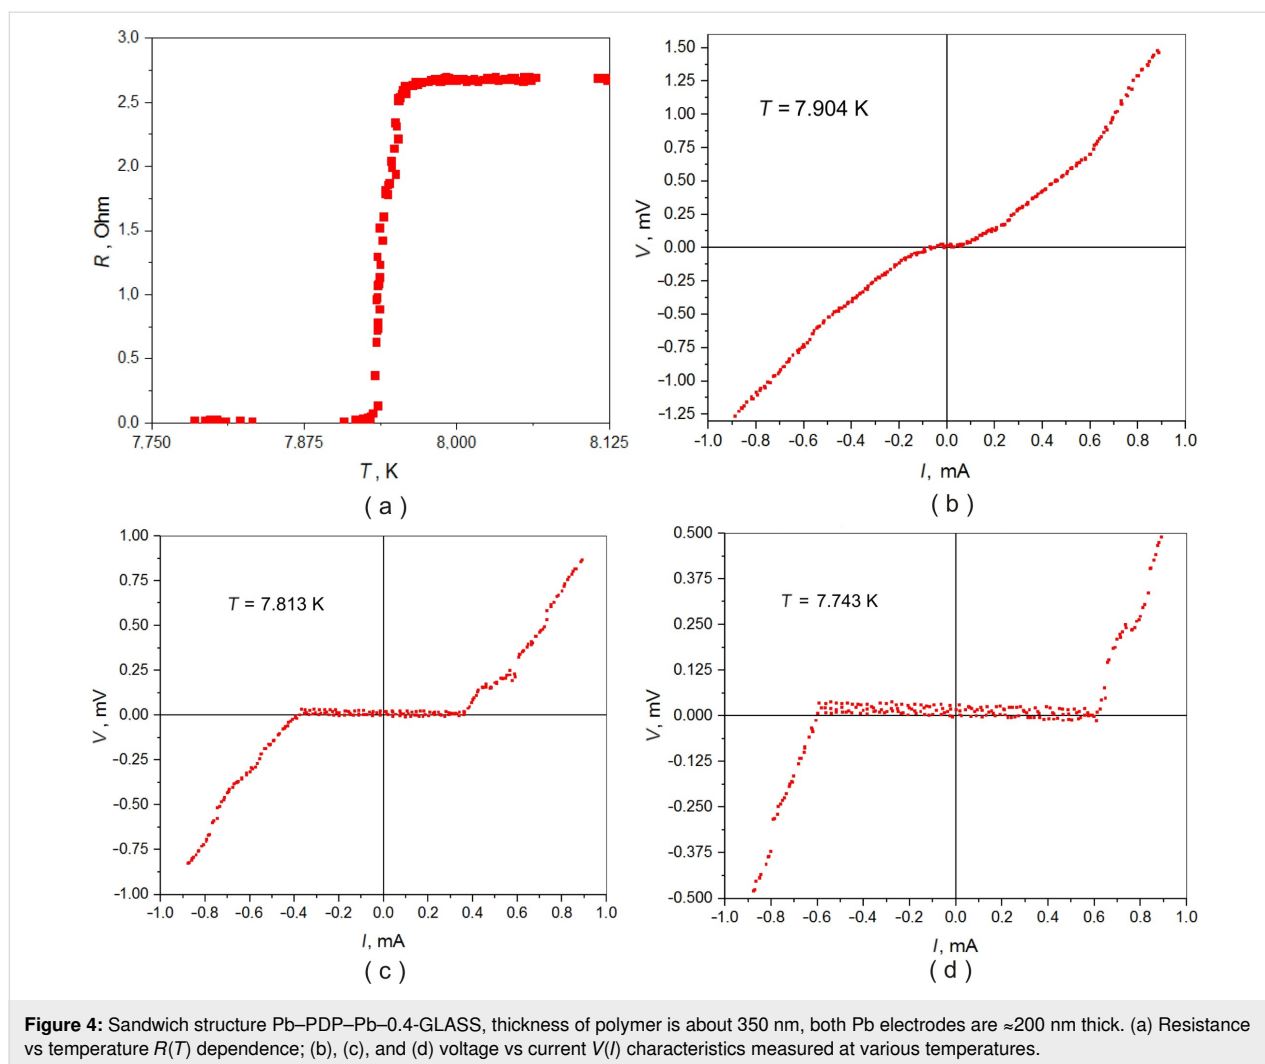 3.0
2.5
2.0
1.5
1.0
0.5
0.0
R, Ohm
7.750 7.875 8,000 8.125
T, K
( a )
1.50
1.25
1.00
0.75
0.50
0.25
0.00
-0.25
-0.50
-0.75
-1.00
-1.25
V, mV
T = 7.904 K
-1.0 -0.8 -0.6 -0.4 -0.2 0.0 0.2 0.4 0.6 0.8 1.0
I, mA
( b )
1.00
0.75
0.50
0.25
0.00
-0.25
-0.50
-0.75
-1.00
V, mV
T = 7.813 K
-1.0 -0.8 -0.6 -0.4 -0.2 0.0 0.2 0.4 0.6 0.8 1.0
I, mA
( c )
0.500
0.375
0.250
0.125
0.000
-0.125
-0.250
-0.375
-0.500
V, mV
T = 7.743 K
-1.0 -0.8 -0.6 -0.4 -0.2 0.0 0.2 0.4 0.6 0.8 1.0
I, mA
( d )
Figure 4: Sandwich structure Pb–PDP–Pb–0.4-GLASS, thickness of polymer is about 350 nm, both Pb electrodes are ≈200 nm thick. (a) Resistance
vs temperature R(T) dependence; (b), (c), and (d) voltage vs current V(I) characteristics measured at various temperatures.